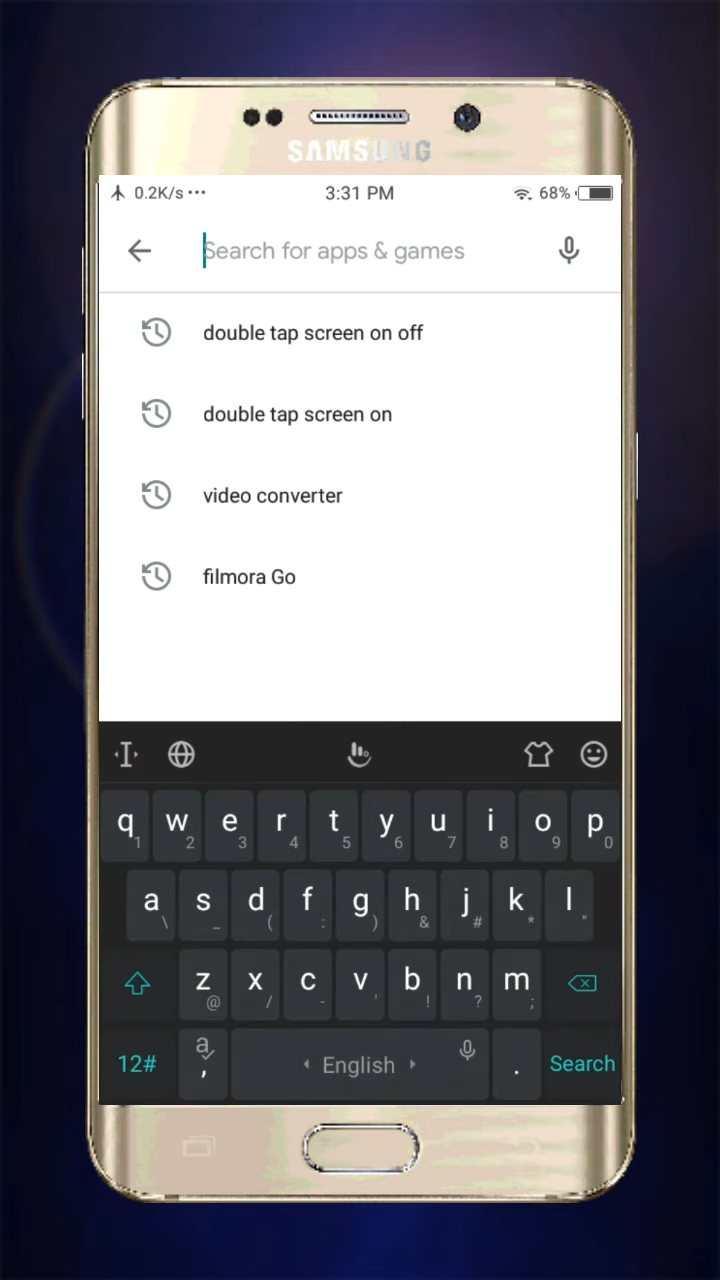 SAMSUNG
0.2K/s ... 3:31 PM 68%
Search for apps & games
double tap screen on off
double tap screen on
video converter
filmora Go
q w e r t y u i o p
1 2 3 4 5 6 7 8 9 0
a s d f g h j k l
\ _ ( : ) & # * "
z x c v b n m
@ / - ' ! ? ;
12# a , English . Search